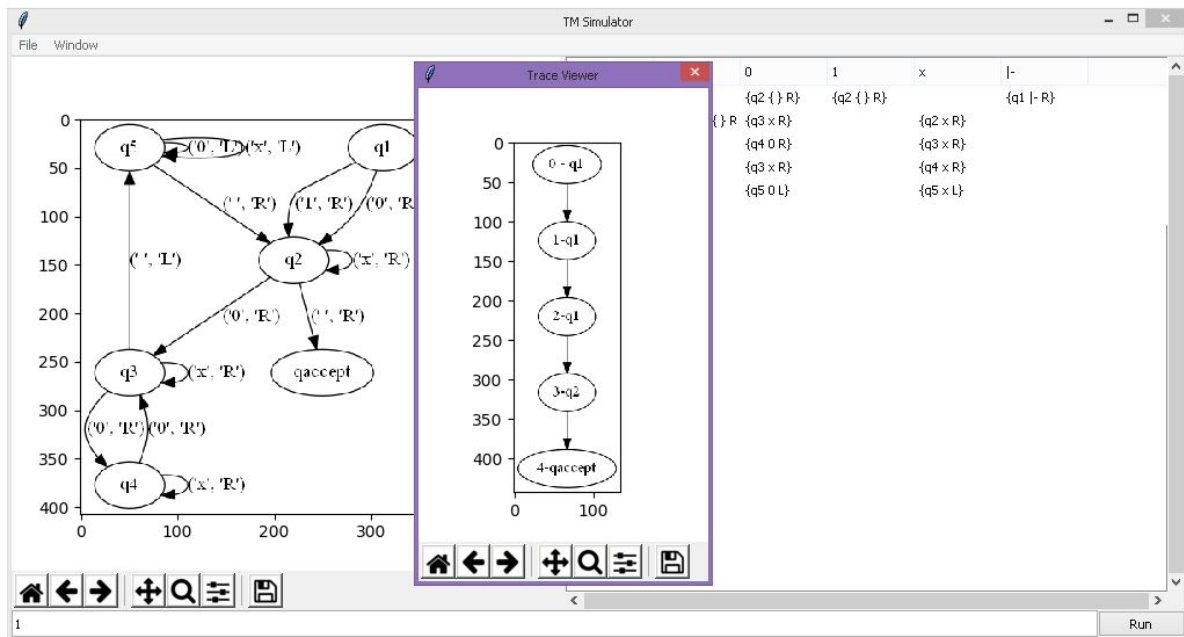 TM Simulator
File Window
Trace Viewer
0 1 x |-
{q2 { } R} {q2 { } R} {q1 |- R}
{ } R {q3 x R} {q2 x R}
{q4 0 R} {q3 x R}
{q3 x R} {q4 x R}
{q5 0 L} {q5 x L}
0
50
100
150
200
250
300
350
400
0 100 200 300
q5 ('0', 'L') ('x', 'L') q1
(' ', 'R') ('1', 'R') ('0', 'R
q2 ('x', 'R')
(' ', 'L')
('0', 'R') (' ', 'R')
q3 ('x', 'R') qaccept
('0', 'R') ('0', 'R')
q4 ('x', 'R')
0
50
100
150
200
250
300
350
400
0 100
0 - q1
1-q1
2-q1
3-q2
4-qaccept
1
Run